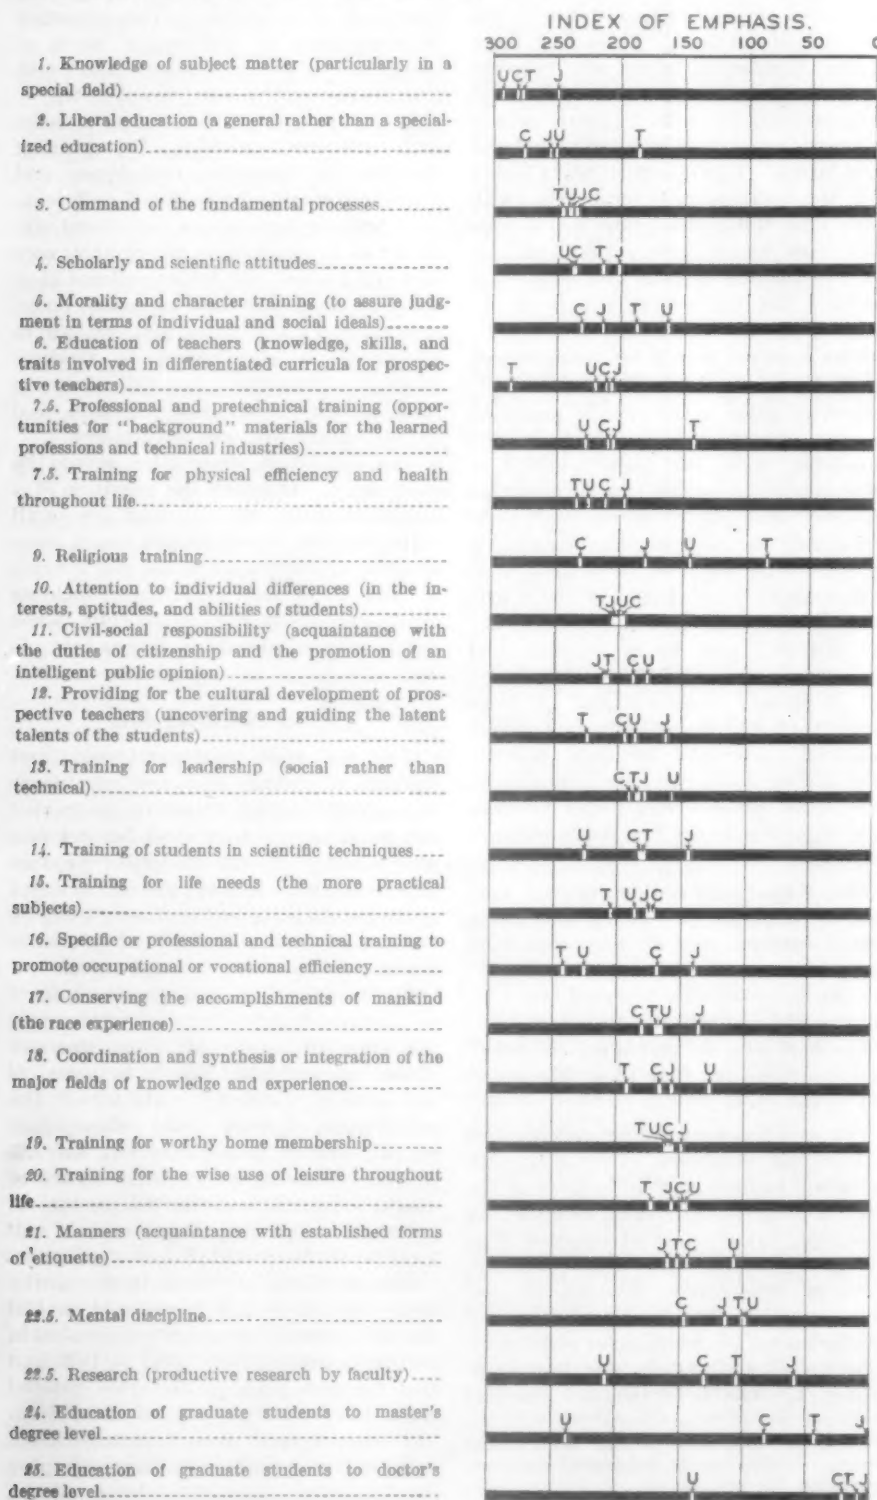 INDEX OF EMPHASIS.
300 250 200 150 100 50 0
1. Knowledge of subject matter (particularly in a
special field)
U C T J
2. Liberal education (a general rather than a special-
ized education)
C J U T
3. Command of the fundamental processes
T U J C
4. Scholarly and scientific attitudes
U C T J
5. Morality and character training (to assure judg-
ment in terms of individual and social ideals)
C J T U
6. Education of teachers (knowledge, skills, and
traits involved in differentiated curricula for prospec-
tive teachers)
T U C J
7.5. Professional and pretechnical training (oppor-
tunities for "background" materials for the learned
professions and technical industries)
U C J T
7.5. Training for physical efficiency and health
throughout life
T U C J
9. Religious training
C J U T
10. Attention to individual differences (in the in-
terests, aptitudes, and abilities of students)
T J U C
11. Civil-social responsibility (acquaintance with
the duties of citizenship and the promotion of an
intelligent public opinion)
J T C U
12. Providing for the cultural development of pros-
pective teachers (uncovering and guiding the latent
talents of the students)
T C U J
13. Training for leadership (social rather than
technical)
C T J U
14. Training of students in scientific techniques
U C T J
15. Training for life needs (the more practical
subjects)
T U J C
16. Specific or professional and technical training to
promote occupational or vocational efficiency
T U C J
17. Conserving the accomplishments of mankind
(the race experience)
C T U J
18. Coordination and synthesis or integration of the
major fields of knowledge and experience
T C J U
19. Training for worthy home membership
T U C J
20. Training for the wise use of leisure throughout
life
T J C U
21. Manners (acquaintance with established forms
of etiquette)
J T C U
22.5. Mental discipline
C J T U
22.5. Research (productive research by faculty)
U C T J
24. Education of graduate students to master's
degree level
U C T J
25. Education of graduate students to doctor's
degree level
U C T J